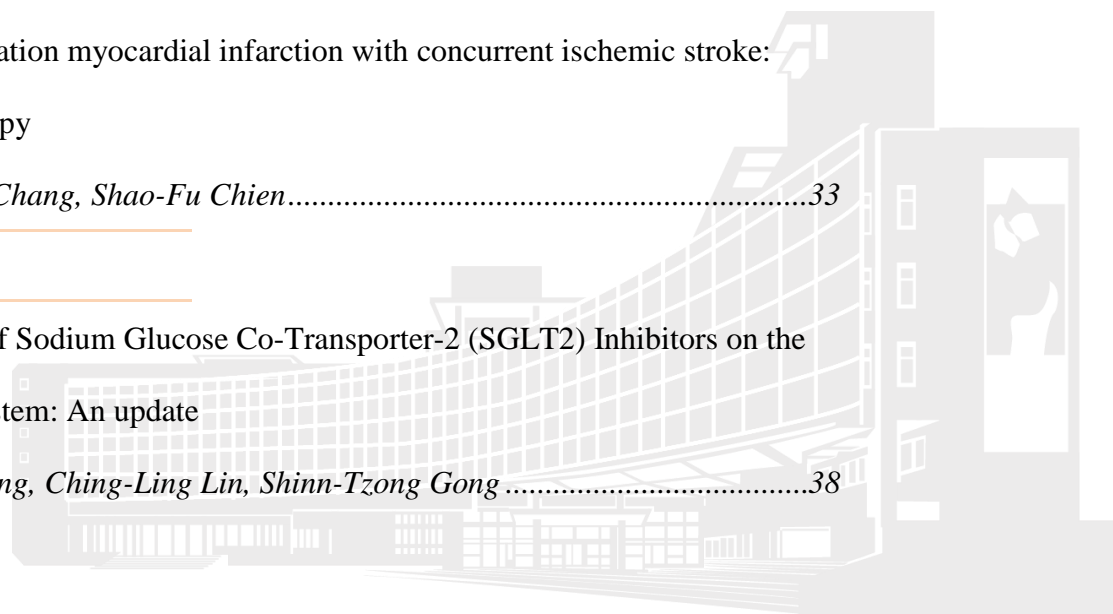 ation myocardial infarction with concurrent ischemic stroke:
py
Chang, Shao-Fu Chien.................................................................33
f Sodium Glucose Co-Transporter-2 (SGLT2) Inhibitors on the
stem: An update
ng, Ching-Ling Lin, Shinn-Tzong Gong.....................................38